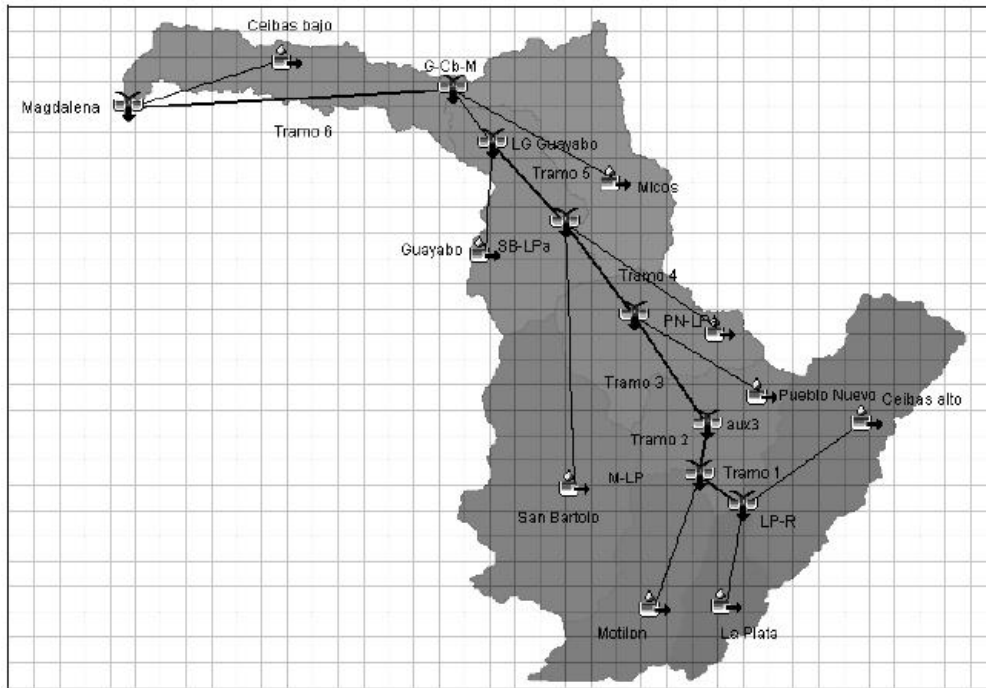 Ceibas bajo
G-Cb-M
Magdalena
Tramo 6
LG Guayabo
Tramo 5
Micos
Guayabo
SB-LPa
Tramo 4
PN-LPa
Tramo 3
Pueblo Nuevo
Ceibas alto
Tramo 2
aux3
M-LP
Tramo 1
San Bartolo
LP-R
Motilon
La Plata